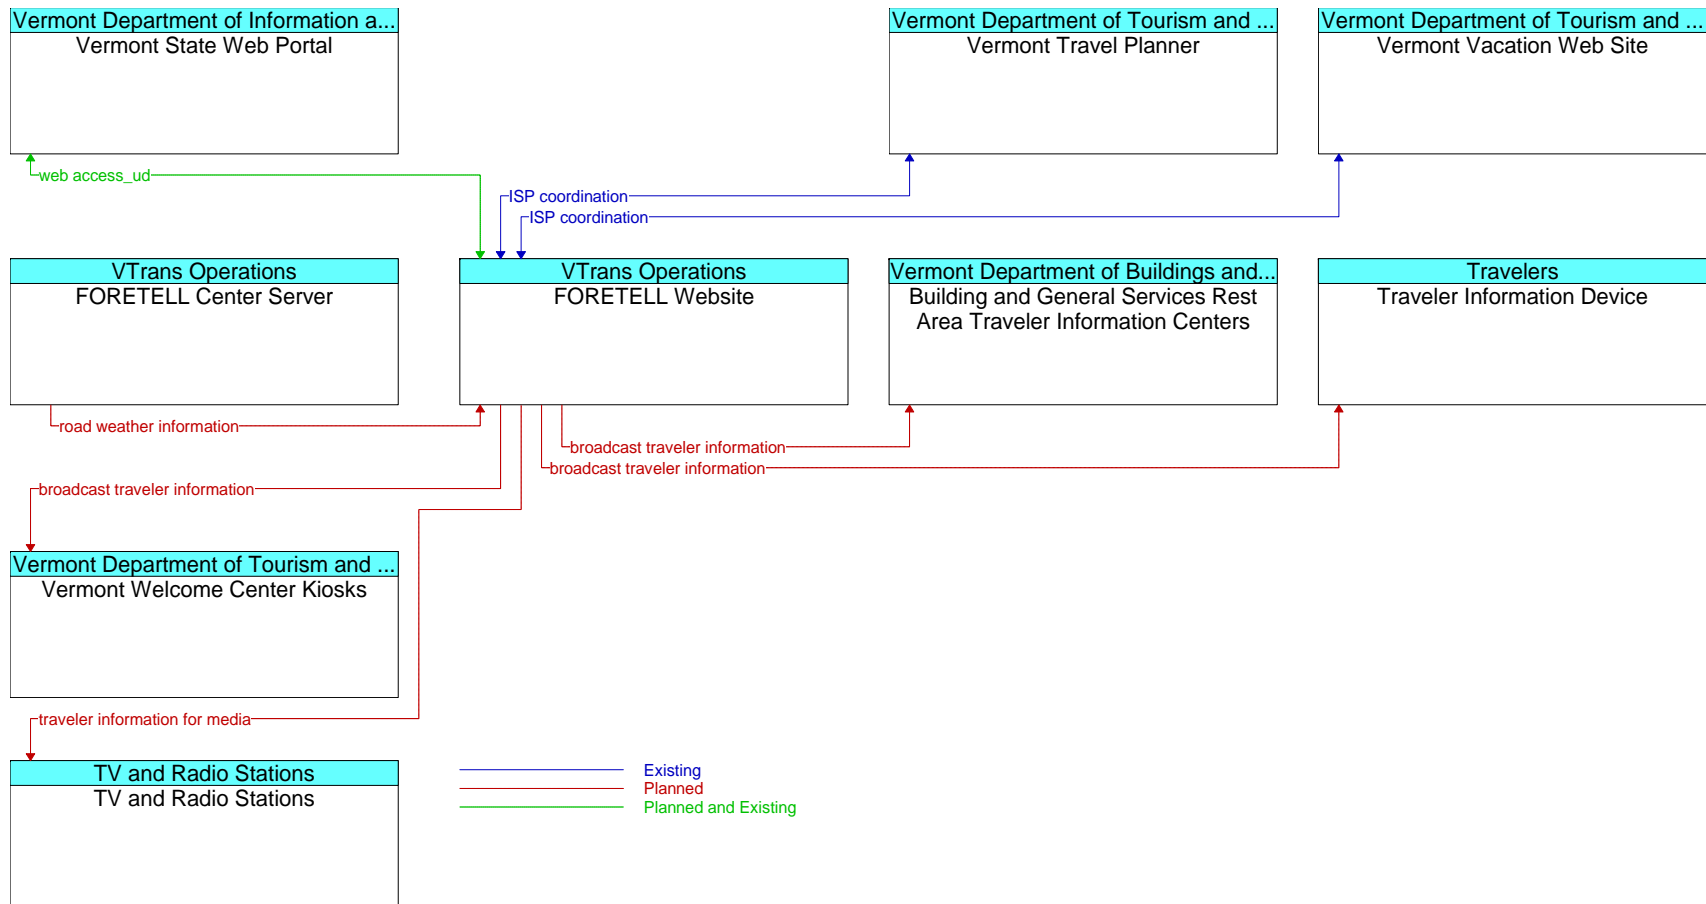 Vermont Department of Information a...
Vermont State Web Portal
Vermont Department of Tourism and ...
Vermont Travel Planner
Vermont Department of Tourism and ...
Vermont Vacation Web Site
web access_ud
ISP coordination
ISP coordination
VTrans Operations
FORETELL Center Server
VTrans Operations
FORETELL Website
Vermont Department of Buildings and...
Building and General Services Rest
Area Traveler Information Centers
Travelers
Traveler Information Device
road weather information
broadcast traveler information
broadcast traveler information
broadcast traveler information
Vermont Department of Tourism and ...
Vermont Welcome Center Kiosks
traveler information for media
TV and Radio Stations
TV and Radio Stations
Existing
Planned
Planned and Existing